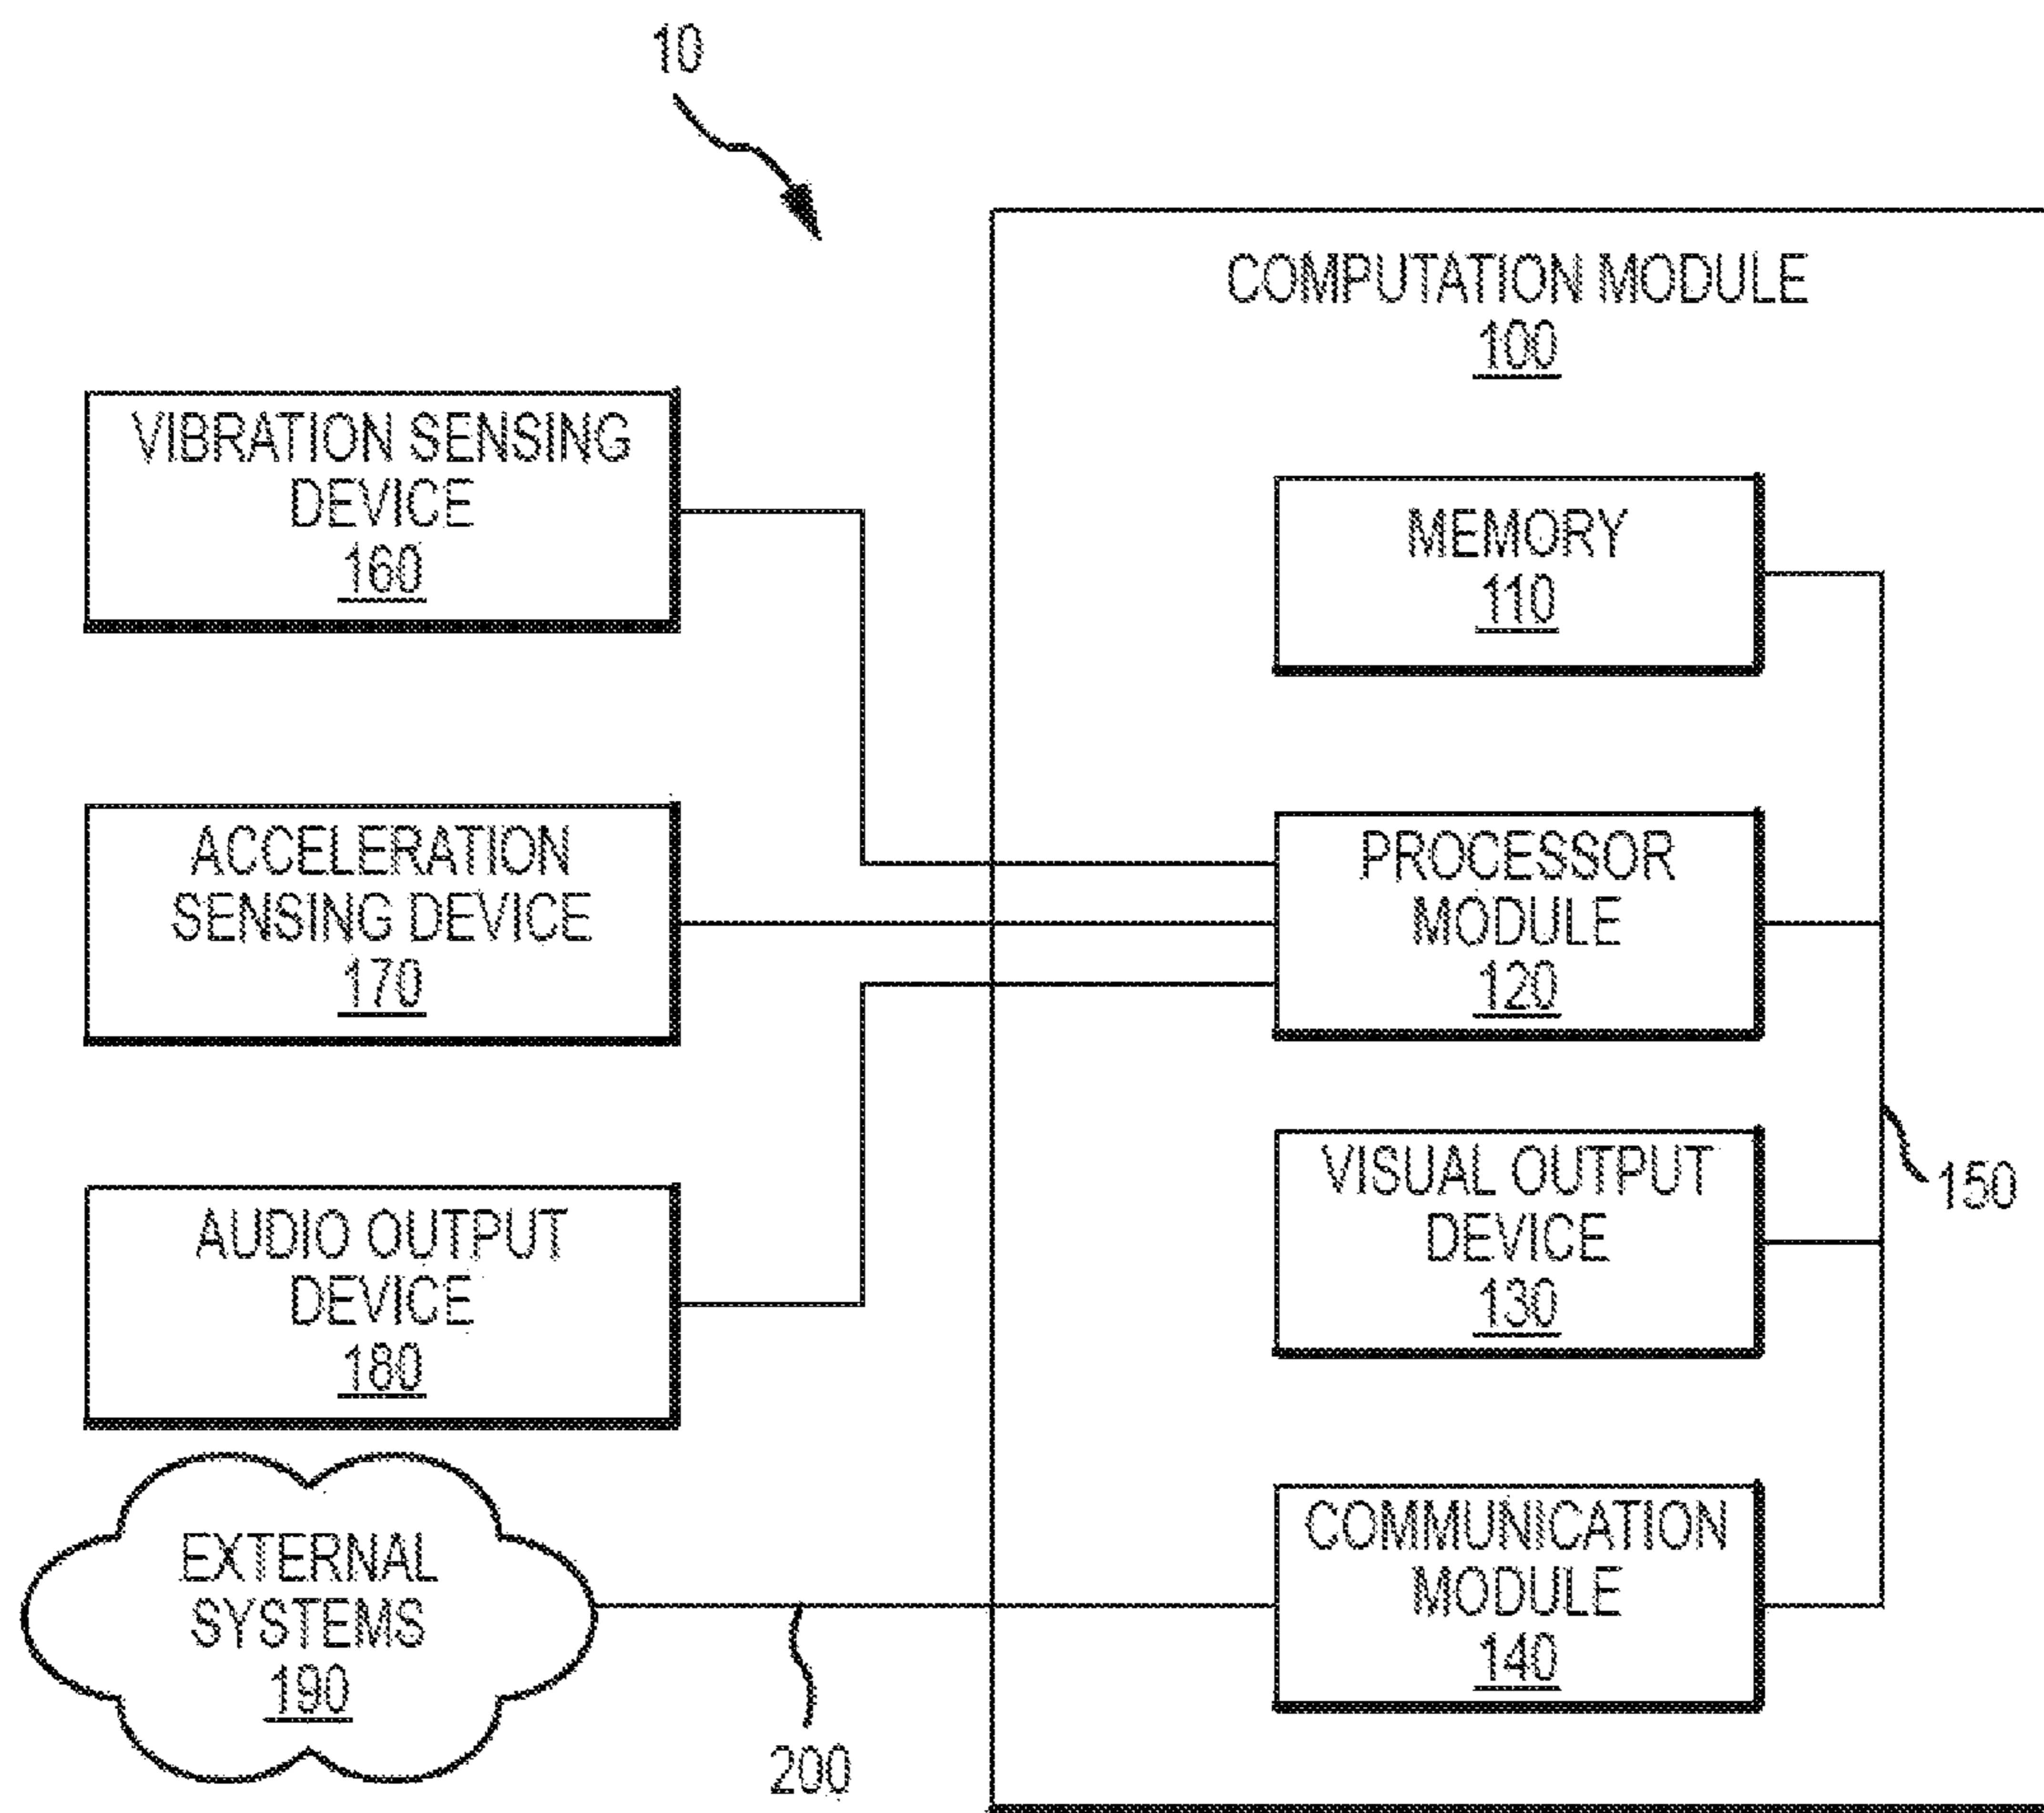 10
COMPUTATION MODULE
100
VIBRATION SENSING
DEVICE
160
MEMORY
110
ACCELERATION
SENSING DEVICE
170
PROCESSOR
MODULE
120
AUDIO OUTPUT
DEVICE
180
VISUAL OUTPUT
DEVICE
130
150
EXTERNAL
SYSTEMS
190
COMMUNICATION
MODULE
140
200